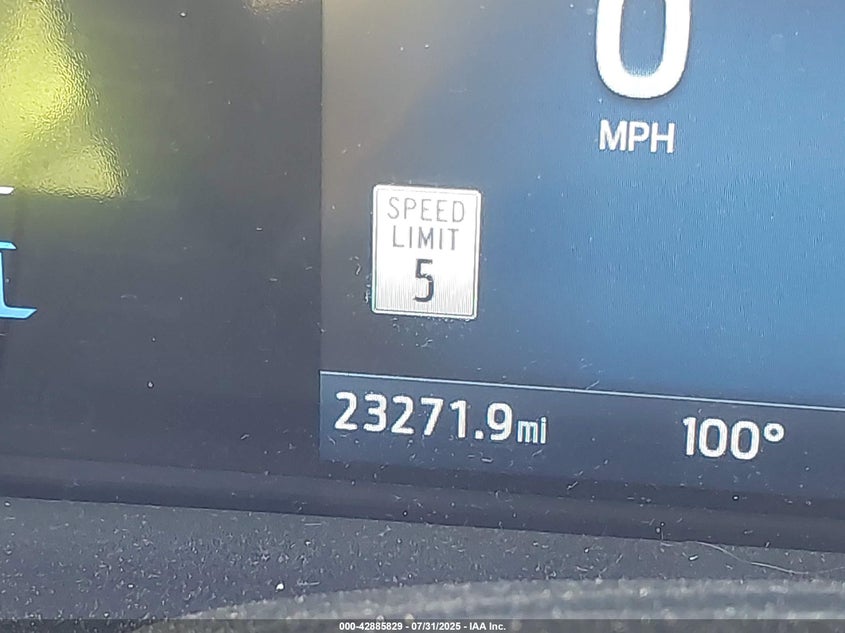 0
MPH
SPEED
LIMIT
5
23271.9mi 100°
000-42885829 - 07/31/2025 - IAA Inc.